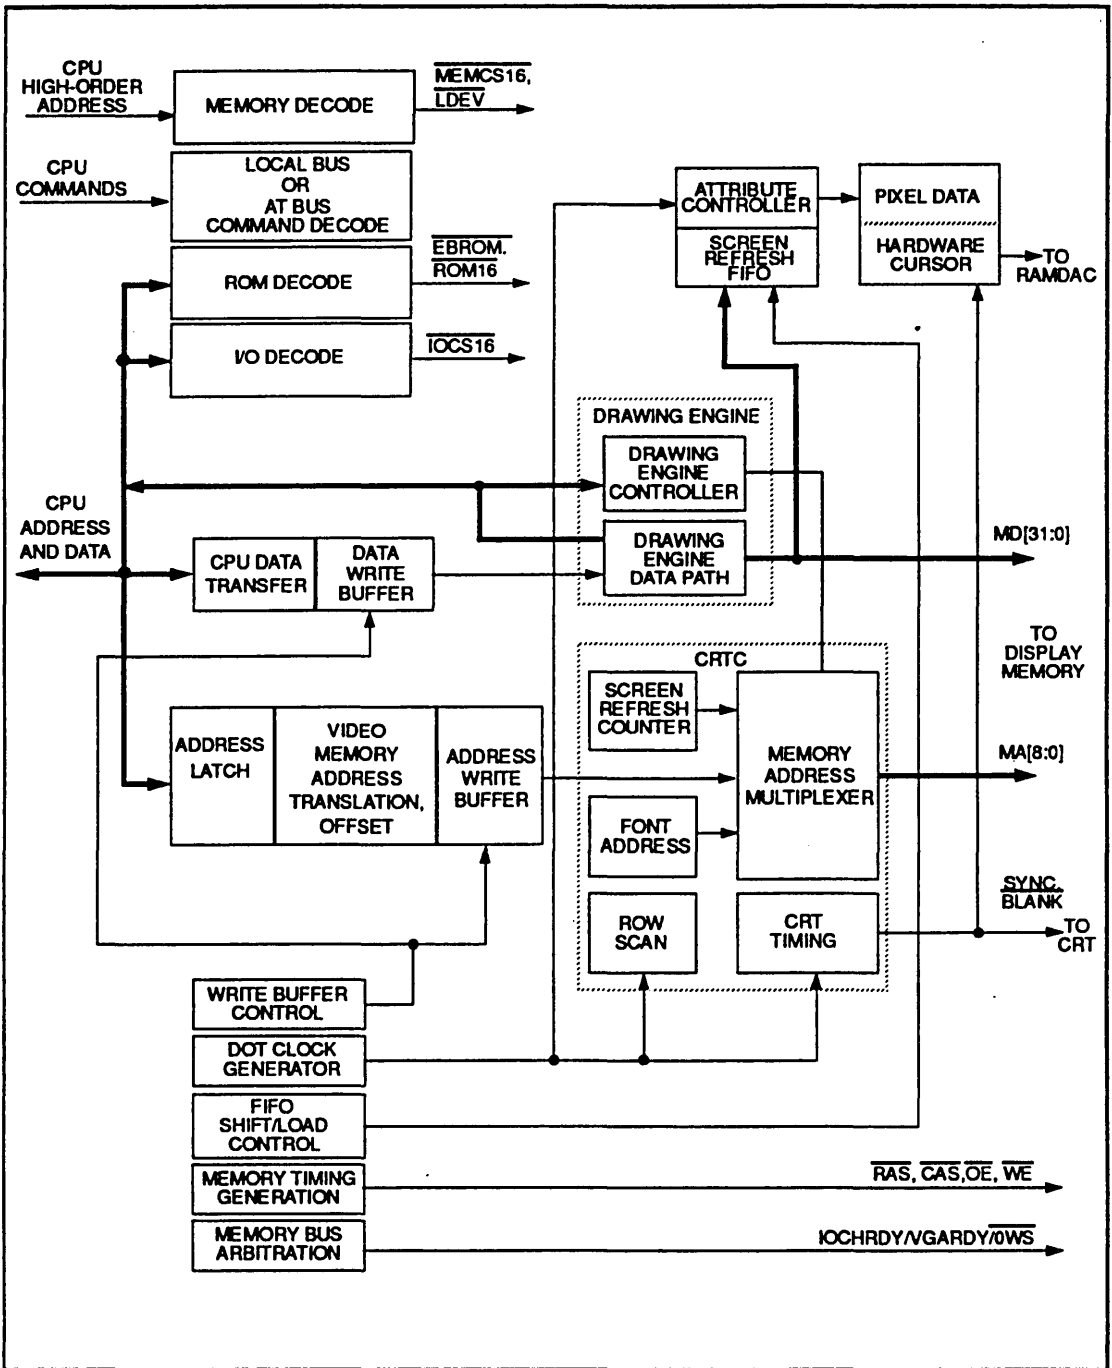 CPU
HIGH-ORDER
ADDRESS
MEMORY DECODE
MEMCS16,
LDEV
CPU
COMMANDS
LOCAL BUS
OR
AT BUS
COMMAND DECODE
ROM DECODE
EBROM.
ROM16
I/O DECODE
IOCS16
ATTRIBUTE
CONTROLLER
SCREEN
REFRESH
FIFO
PIXEL DATA
HARDWARE
CURSOR
TO
RAMDAC
DRAWING ENGINE
DRAWING
ENGINE
CONTROLLER
DRAWING
ENGINE
DATA PATH
MD[31:0]
CPU
ADDRESS
AND DATA
CPU DATA
TRANSFER
DATA
WRITE
BUFFER
TO
DISPLAY
MEMORY
CRTC
SCREEN
REFRESH
COUNTER
MEMORY
ADDRESS
MULTIPLEXER
MA[8:0]
ADDRESS
LATCH
VIDEO
MEMORY
ADDRESS
TRANSLATION,
OFFSET
ADDRESS
WRITE
BUFFER
FONT
ADDRESS
ROW
SCAN
CRT
TIMING
SYNC.
BLANK
TO
CRT
WRITE BUFFER
CONTROL
DOT CLOCK
GENERATOR
FIFO
SHIFT/LOAD
CONTROL
MEMORY TIMING
GENERATION
RAS, CAS,OE, WE
MEMORY BUS
ARBITRATION
IOCHRDY/VGARDY/0WS